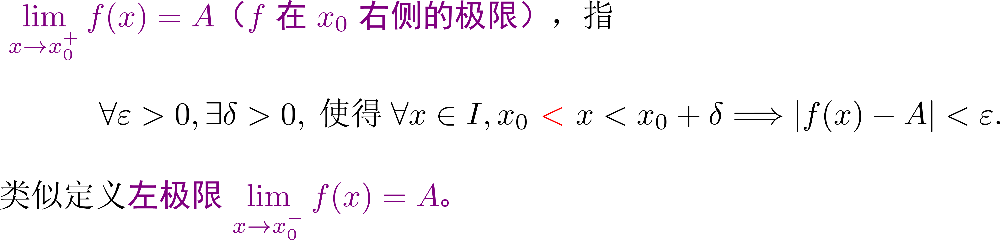 $\lim_{x \to x_0^+} f(x) = A$（$f$ 在 $x_0$ 右侧的极限），指
$\forall \varepsilon > 0, \exists \delta > 0,$ 使得 $\forall x \in I, x_0 < x < x_0 + \delta \Longrightarrow |f(x) - A| < \varepsilon.$
类似定义左极限 $\lim_{x \to x_0^-} f(x) = A$。